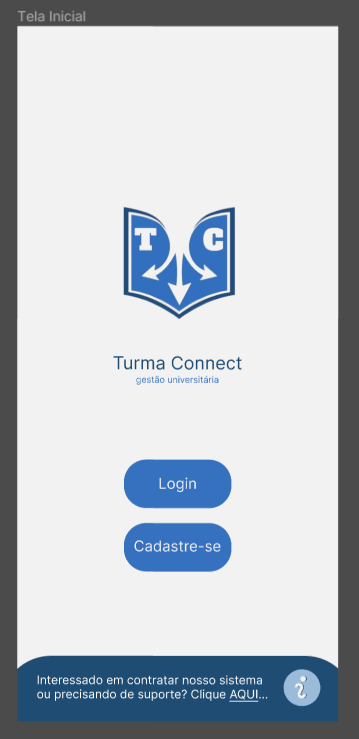 Tela Inicial
T C
Turma Connect
gestão universitária
Login
Cadastre-se
Interessado em contratar nosso sistema
ou precisando de suporte? Clique AQUI...
i